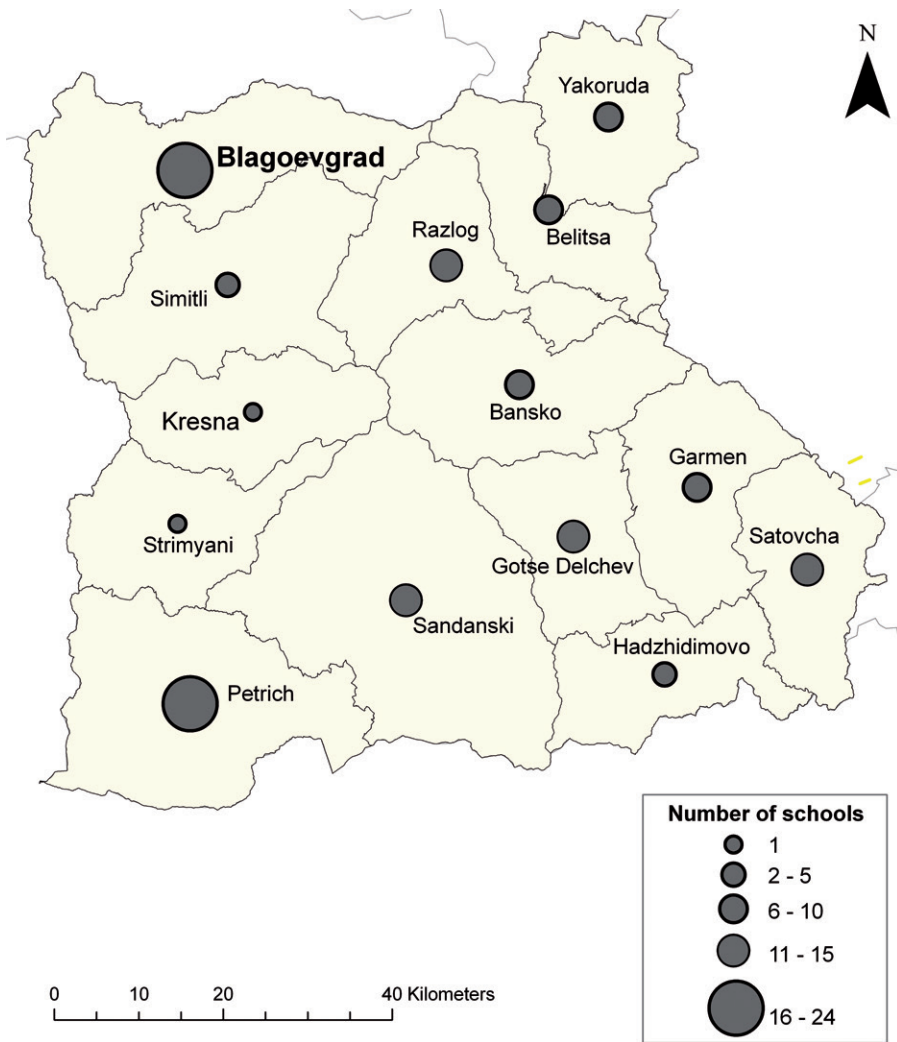 N
Yakoruda
Blagoevgrad
Belitsa
Razlog
Simitli
Bansko
Kresna
Garmen
Satovcha
Strimyani
Gotse Delchev
Sandanski
Hadzhidimovo
Petrich
Number of schools
1
2 - 5
6 - 10
11 - 15
16 - 24
0 10 20 40 Kilometers